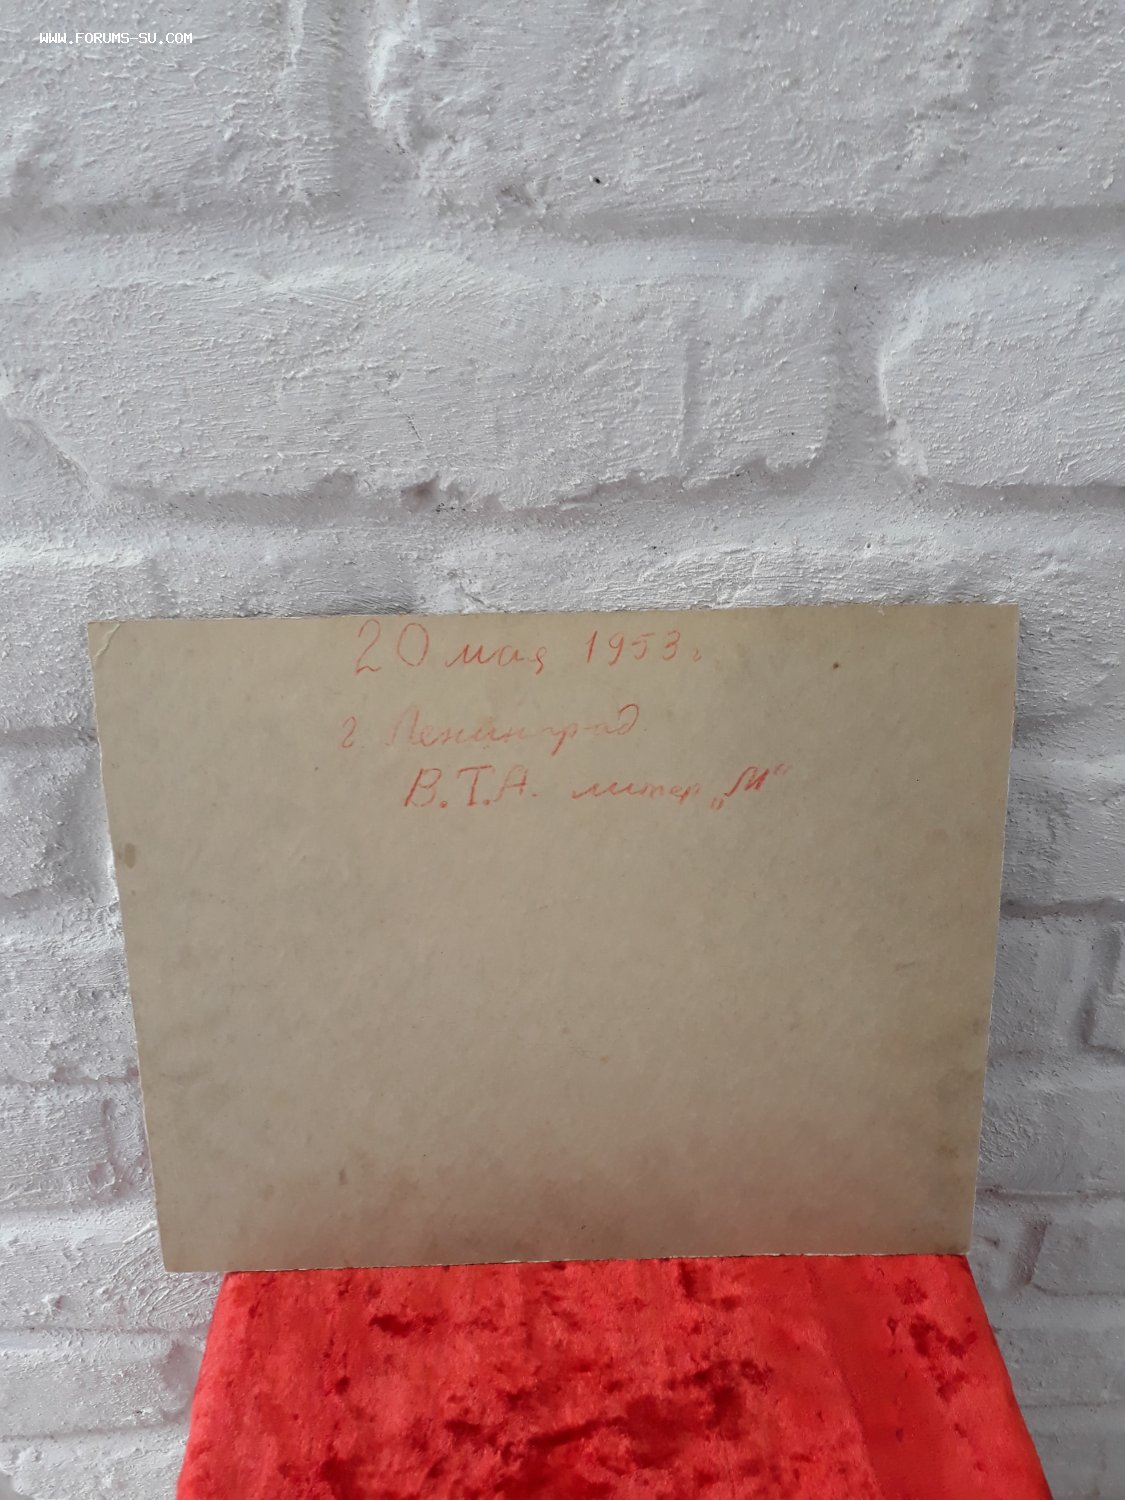 WWW.FORUMS-SU.COM
20 мая 1953 г.
г. Ленинград
В.Т.А. литер „М“